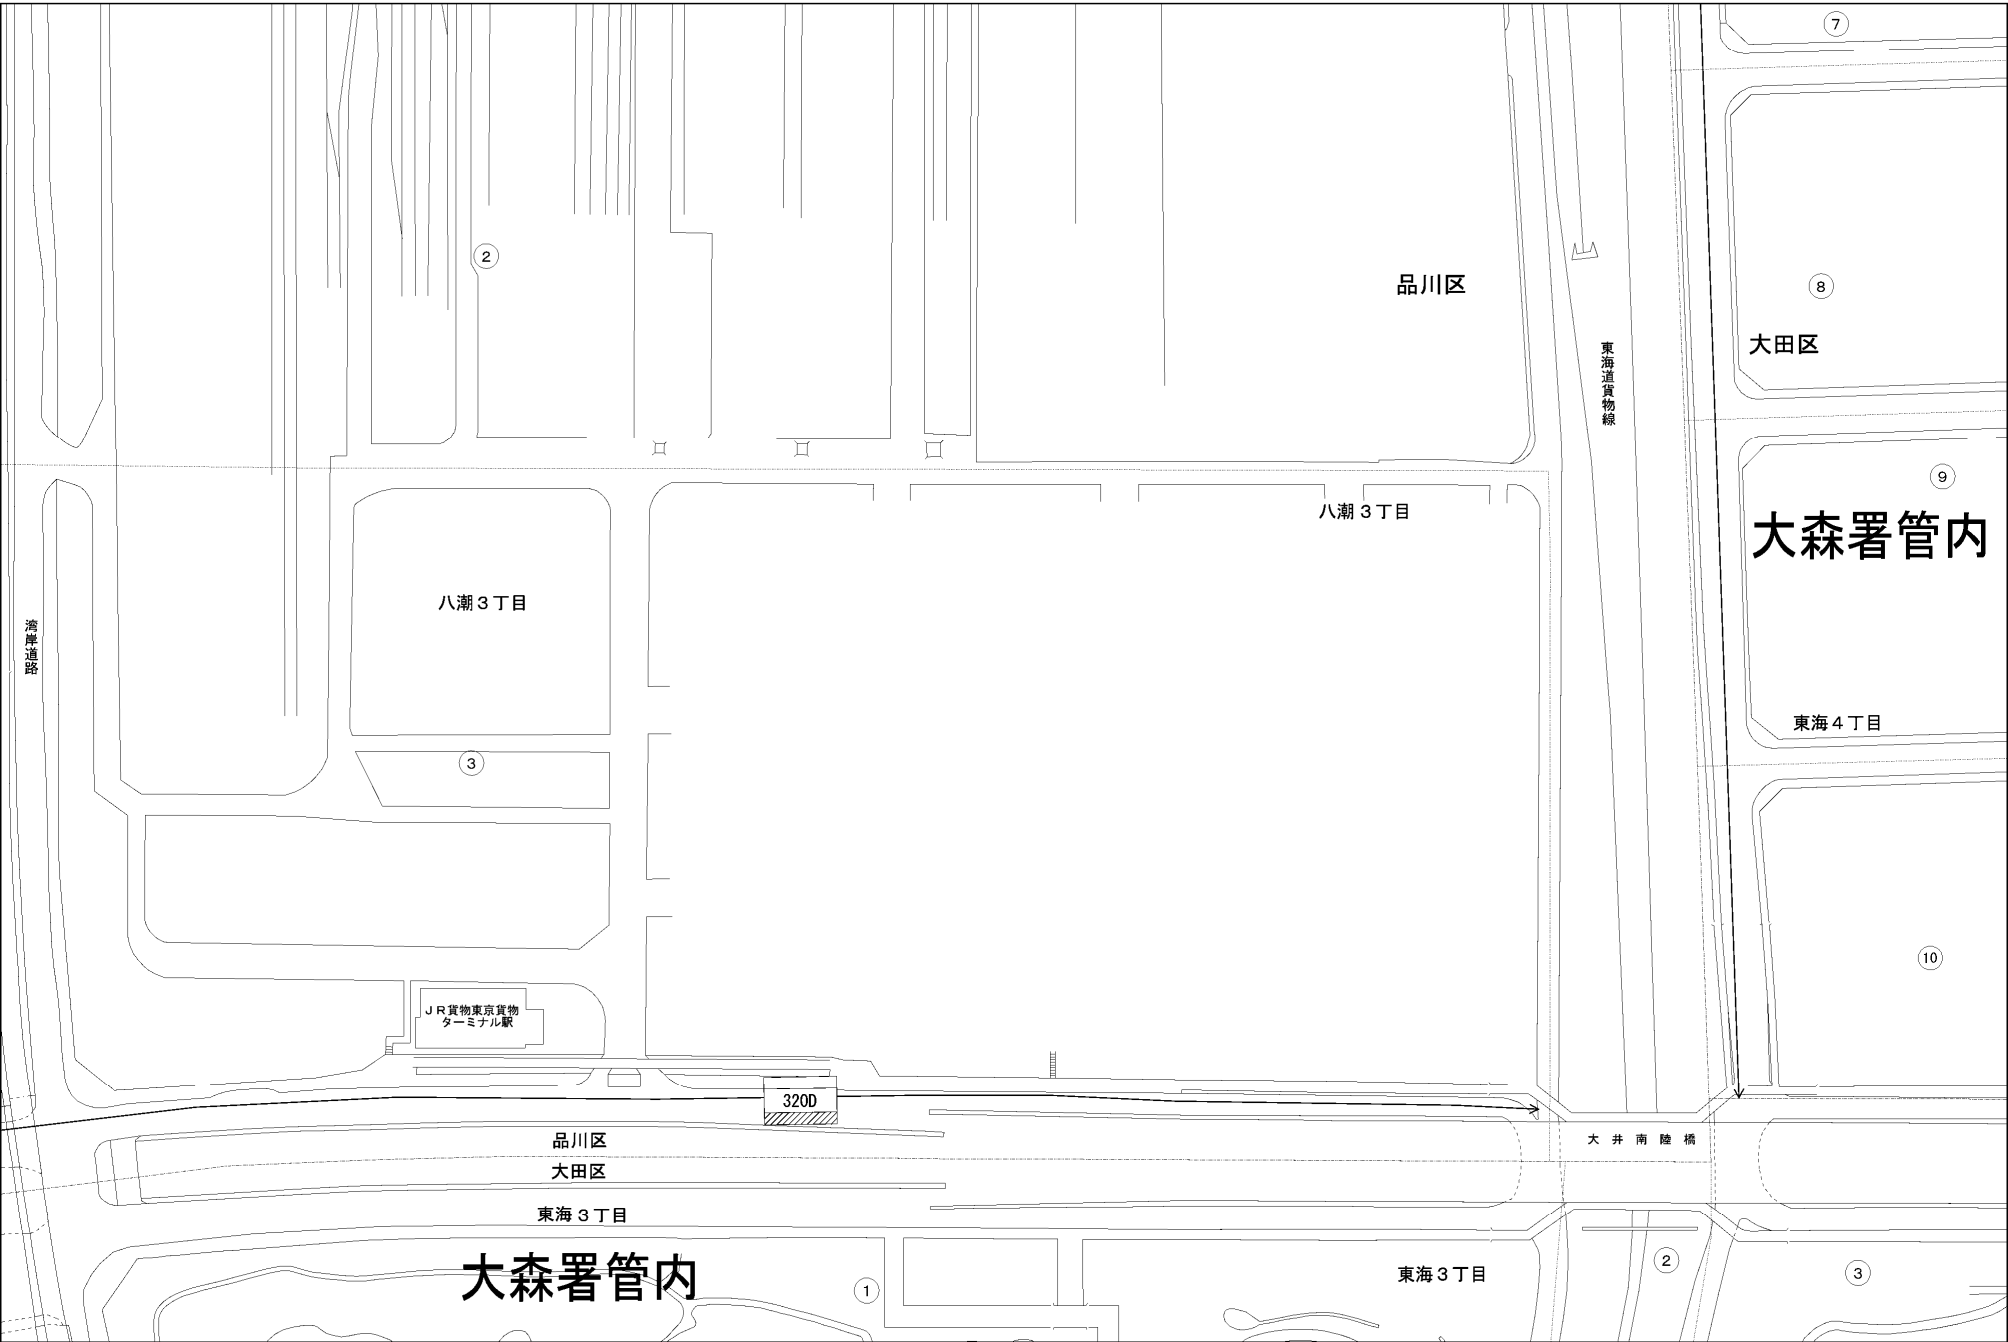 ⑦
②
品川区
⑧
大田区
東海道貨物線
⑨
八潮３丁目
大森署管内
八潮３丁目
湾岸道路
東海４丁目
③
⑩
ＪＲ貨物東京貨物
ターミナル駅
320D
品川区
大井南陸橋
大田区
東海３丁目
大森署管内
②
東海３丁目
③
①